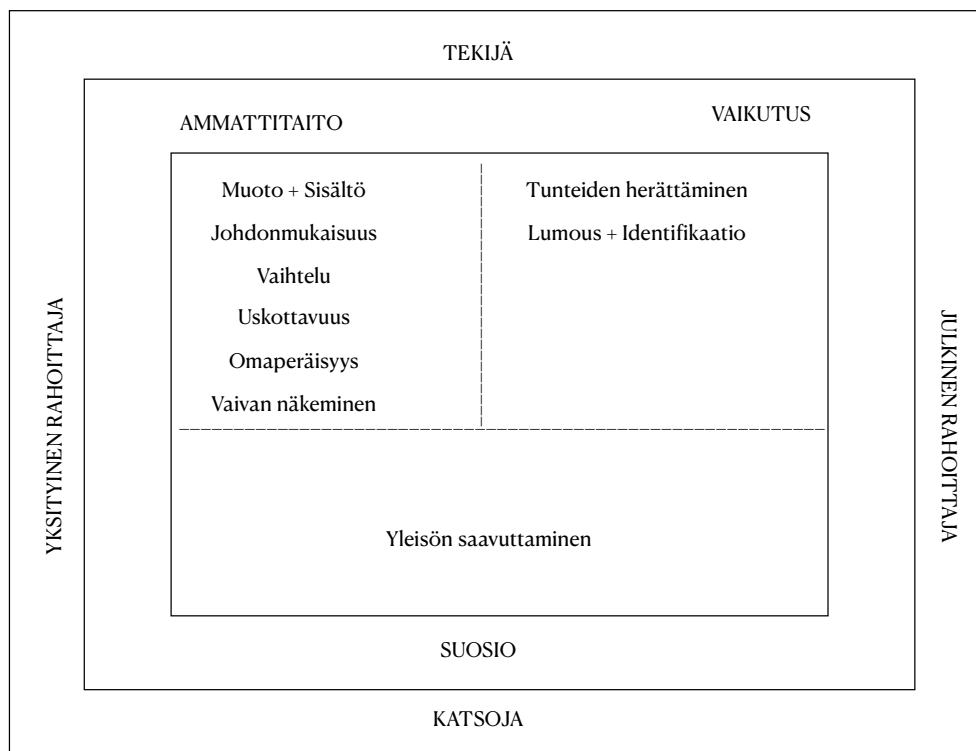 TEKIJÄ
AMMATTITAITO
VAIKUTUS
Muoto + Sisältö
Johdonmukaisuus
Vaihtelu
Uskottavuus
Omaperäisyys
Vaivan näkeminen
Tunteiden herättäminen
Lumous + Identifikaatio
YKSITYINEN RAHOITTAJA
JULKINEN RAHOITTAJA
Yleisön saavuttaminen
SUOSIO
KATSOJA